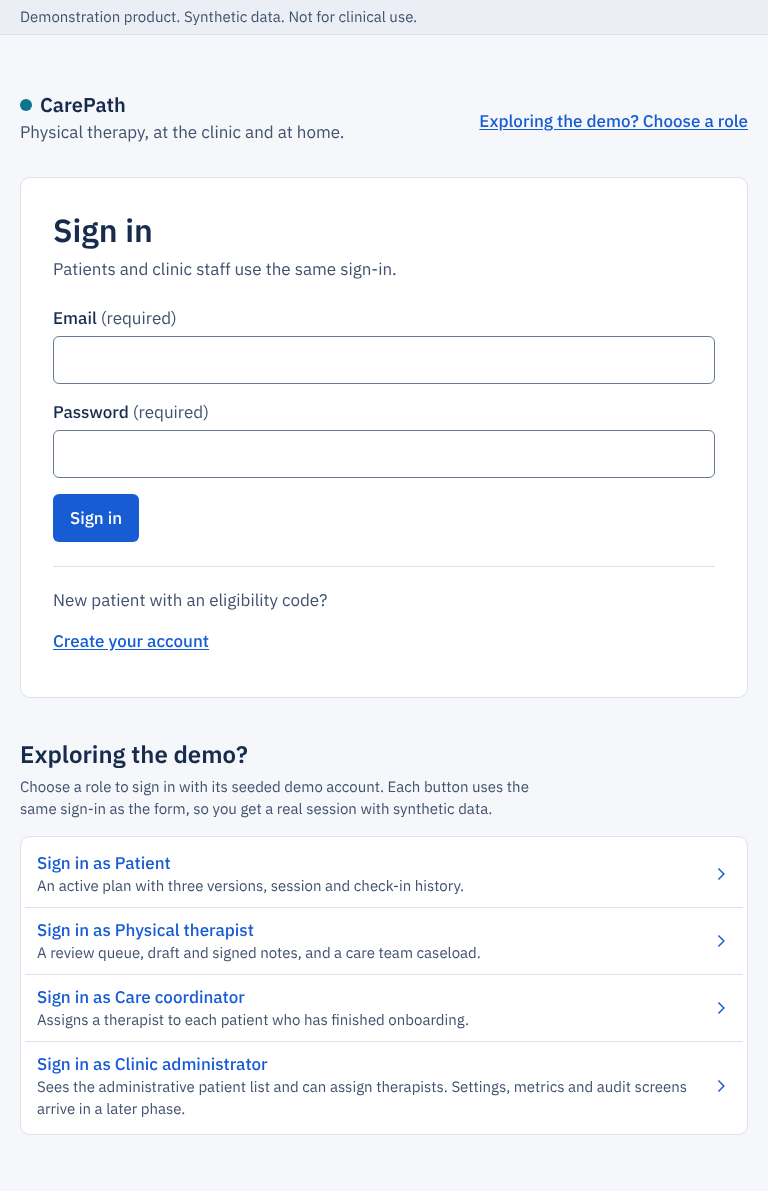 Demonstration product. Synthetic data. Not for clinical use.
CarePath
Physical therapy, at the clinic and at home.
Exploring the demo? Choose a role
Sign in
Patients and clinic staff use the same sign-in.
Email (required)
Password (required)
Sign in
New patient with an eligibility code?
Create your account
Exploring the demo?
Choose a role to sign in with its seeded demo account. Each button uses the
same sign-in as the form, so you get a real session with synthetic data.
Sign in as Patient
An active plan with three versions, session and check-in history.
Sign in as Physical therapist
A review queue, draft and signed notes, and a care team caseload.
Sign in as Care coordinator
Assigns a therapist to each patient who has finished onboarding.
Sign in as Clinic administrator
Sees the administrative patient list and can assign therapists. Settings, metrics and audit screens
arrive in a later phase.